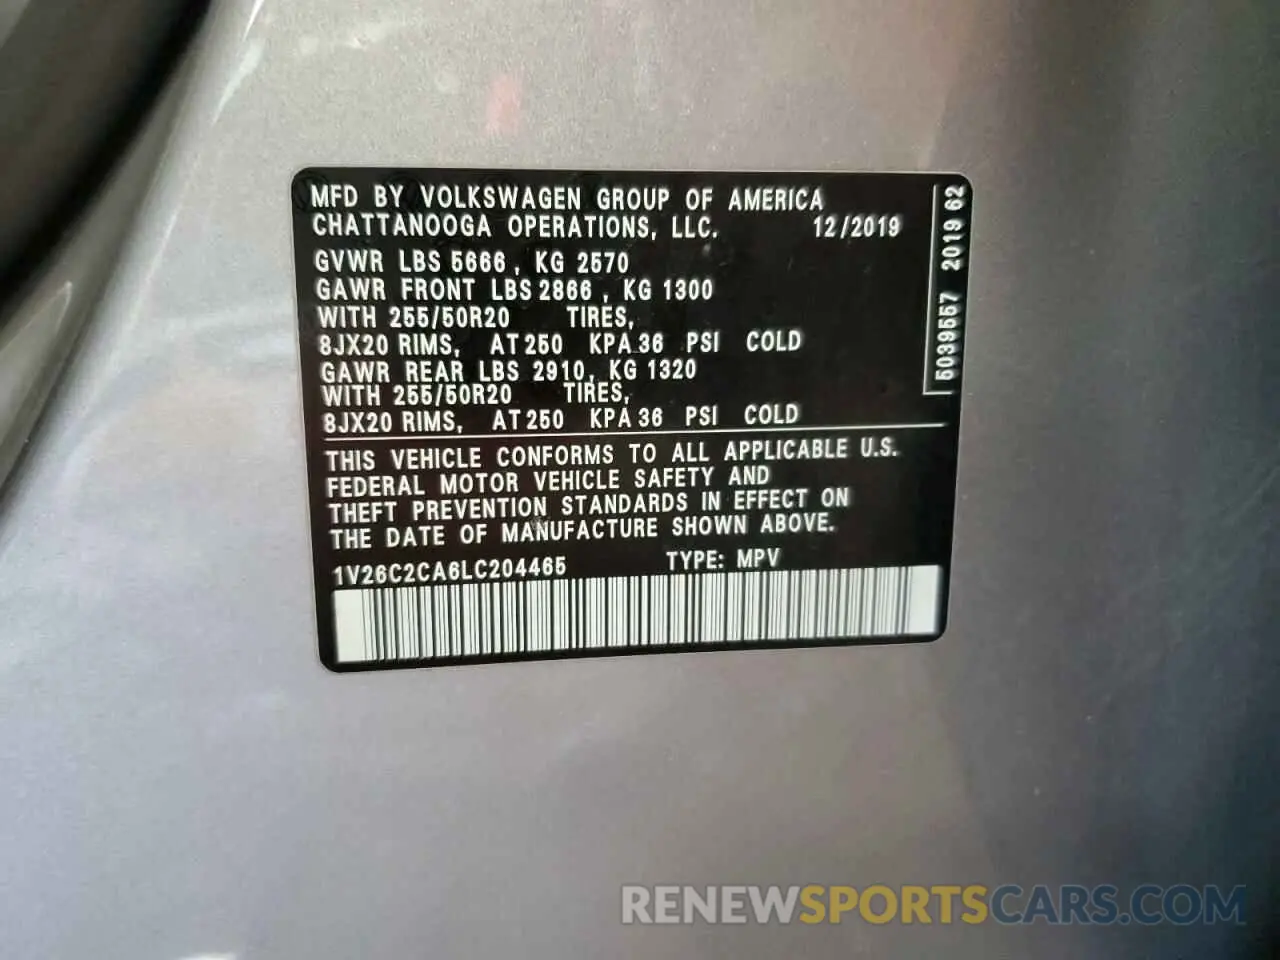 MFD BY VOLKSWAGEN GROUP OF AMERICA
CHATTANOOGA OPERATIONS, LLC. 12/2019
GVWR LBS 5666, KG 2570
GAWR FRONT LBS 2866, KG 1300
WITH 255/50R20 TIRES,
8JX20 RIMS, AT 250 KPA 36 PSI COLD
GAWR REAR LBS 2910, KG 1320
WITH 255/50R20 TIRES,
8JX20 RIMS, AT 250 KPA 36 PSI COLD
THIS VEHICLE CONFORMS TO ALL APPLICABLE U.S.
FEDERAL MOTOR VEHICLE SAFETY AND
THEFT PREVENTION STANDARDS IN EFFECT ON
THE DATE OF MANUFACTURE SHOWN ABOVE.
1V26C2CA6LC204465 TYPE: MPV
5039557 2019 62
RENEWSPORTSCARS.COM